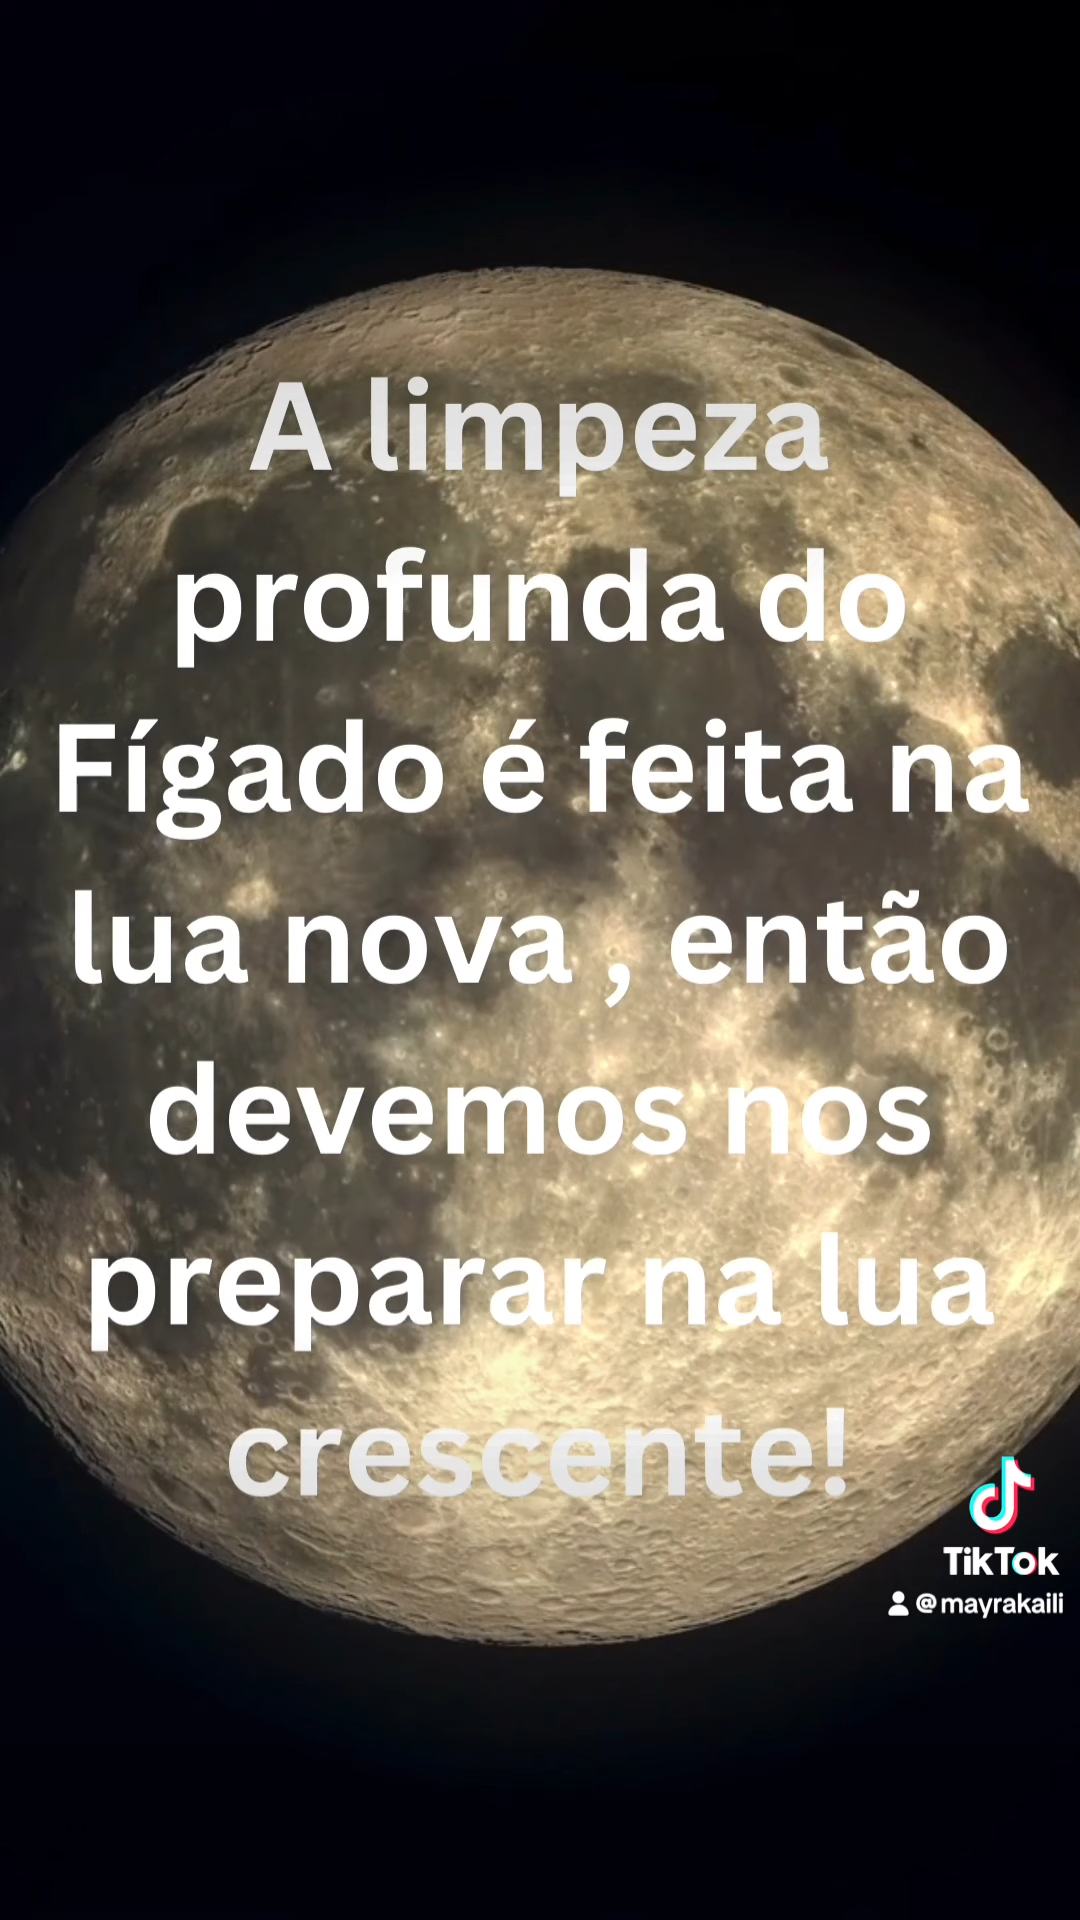 A limpeza
profunda do
Fígado é feita na
lua nova , então
devemos nos
preparar na lua
crescente!
TikTok
@mayrakaili